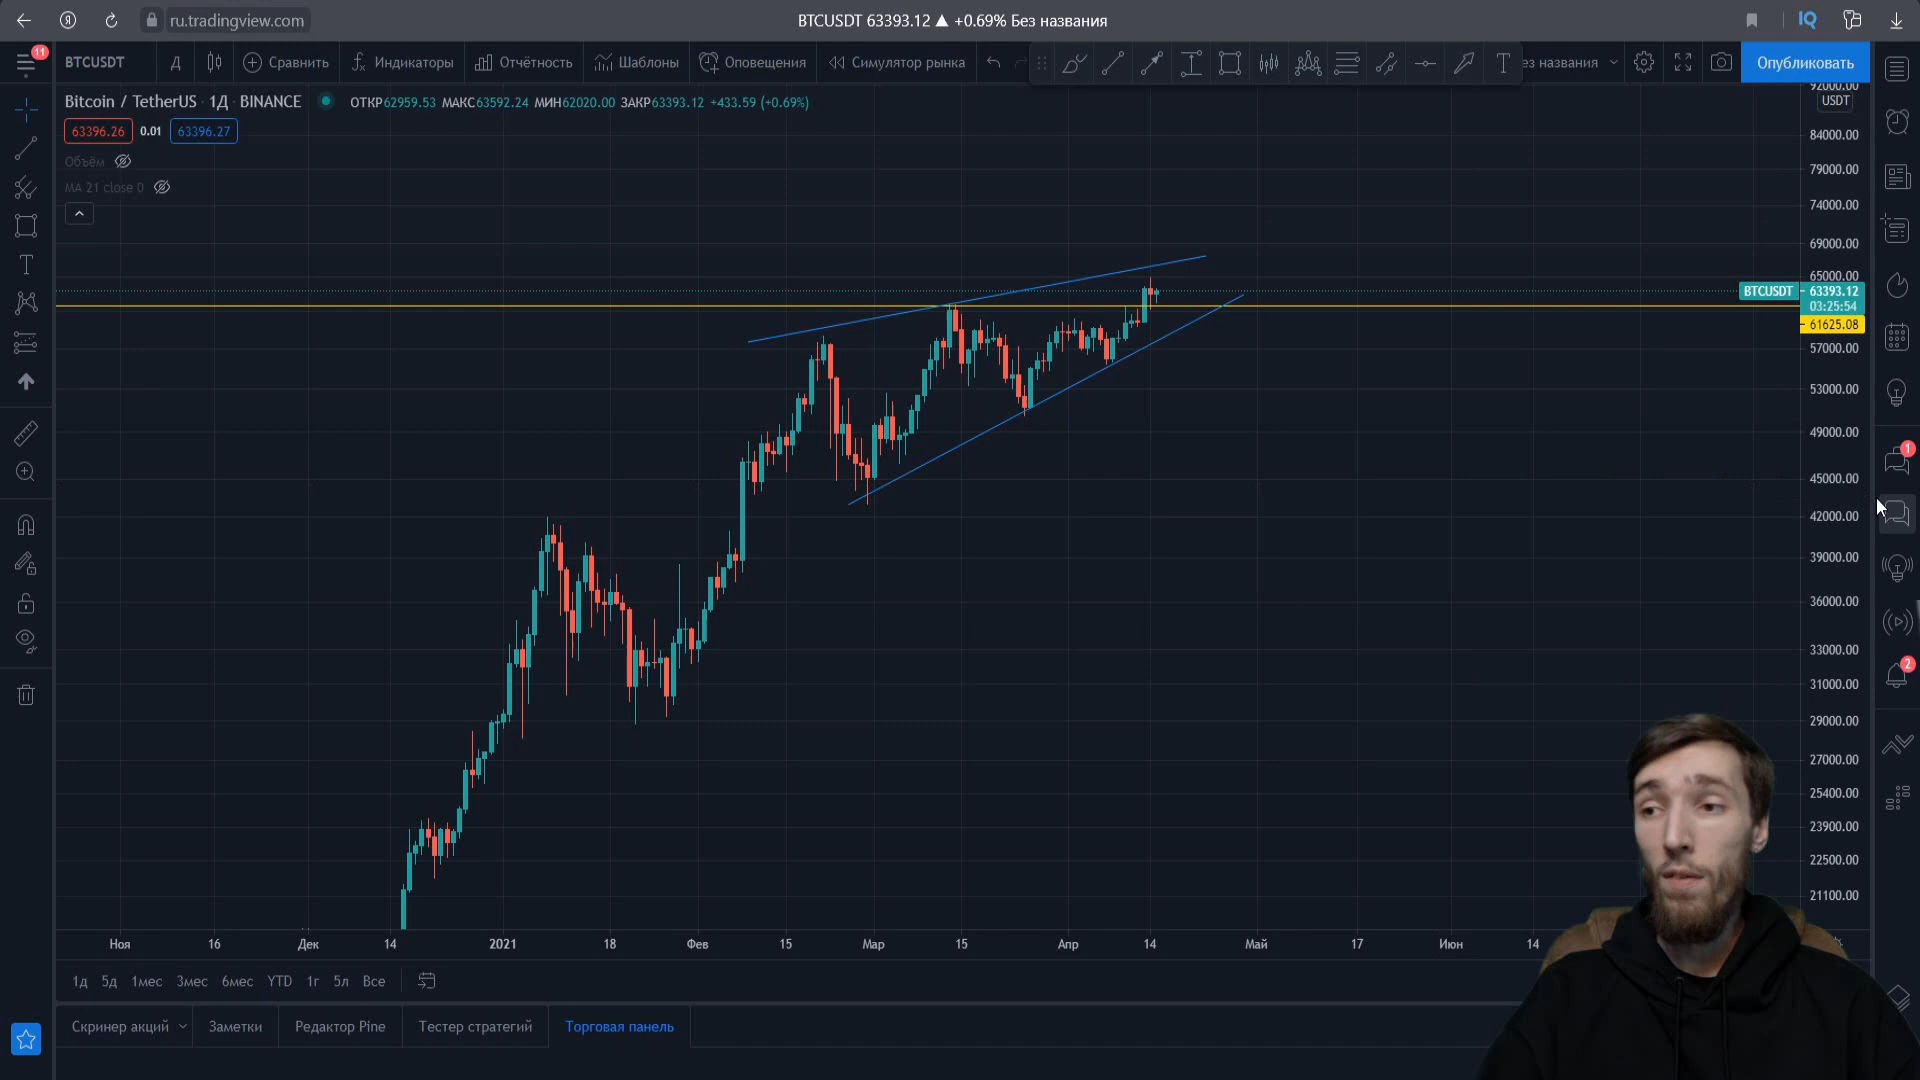 ru.tradingview.com
BTCUSDT 63393.12 ▲ +0.69% Без названия
IQ
11
BTCUSDT
Д
Сравнить
Индикаторы
Отчётность
Шаблоны
Оповещения
Симулятор рынка
ез названия
Опубликовать
Bitcoin / TetherUS · 1Д · BINANCE
ОТКР62959.53 МАКС63592.24 МИН62020.00 ЗАКР63393.12 +433.59 (+0.69%)
63396.26 0.01 63396.27
Объём
MA 21 close 0
92000.00
USDT
84000.00
79000.00
74000.00
69000.00
65000.00
BTCUSDT 63393.12
03:25:54
61625.08
57000.00
53000.00
49000.00
45000.00
42000.00
39000.00
36000.00
33000.00
31000.00
29000.00
27000.00
25400.00
23900.00
22500.00
21100.00
1
2
Ноя 16 Дек 14 2021 18 Фев 15 Мар 15 Апр 14 Май 17 Июн 14
1д 5д 1мес 3мес 6мес YTD 1г 5л Все
Скринер акций Заметки Редактор Pine Тестер стратегий Торговая панель